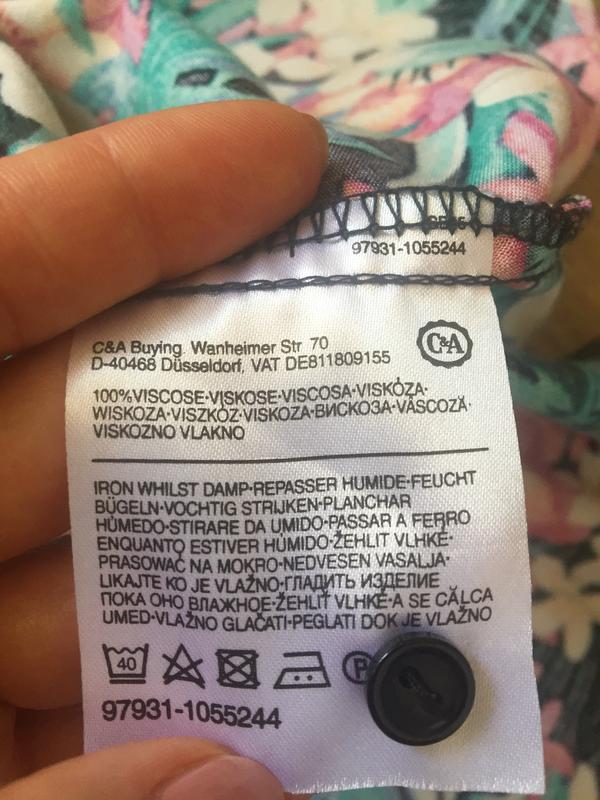 97931-1055244
C&A Buying. Wanheimer Str 70
D-40468 Düsseldorf, VAT DE811809155
C&A
100%VISCOSE·VISKOSE·VISCOSA·VISKÓZA·
WISKOZA·VISZKÓZ·VISKOZA·ВИСКОЗА·VÂSCOZĂ·
VISKOZNO VLAKNO
IRON WHILST DAMP·REPASSER HUMIDE·FEUCHT
BÜGELN·VOCHTIG STRIJKEN·PLANCHAR
HÚMEDO·STIRARE DA UMIDO·PASSAR A FERRO
ENQUANTO ESTIVER HÚMIDO·ŽEHLIT VLHKÉ·
PRASOWAĆ NA MOKRO·NEDVESEN VASALJA·
LIKAJTE KO JE VLAŽNO·ГЛАДИТЬ ИЗДЕЛИЕ
ПОКА ОНО ВЛАЖНОЕ·ŽEHLIŤ VLHKÉ·A SE CĂLCA
UMED·VLAŽNO GLAČATI·PEGLATI DOK JE VLAŽNO
40 P
97931-1055244